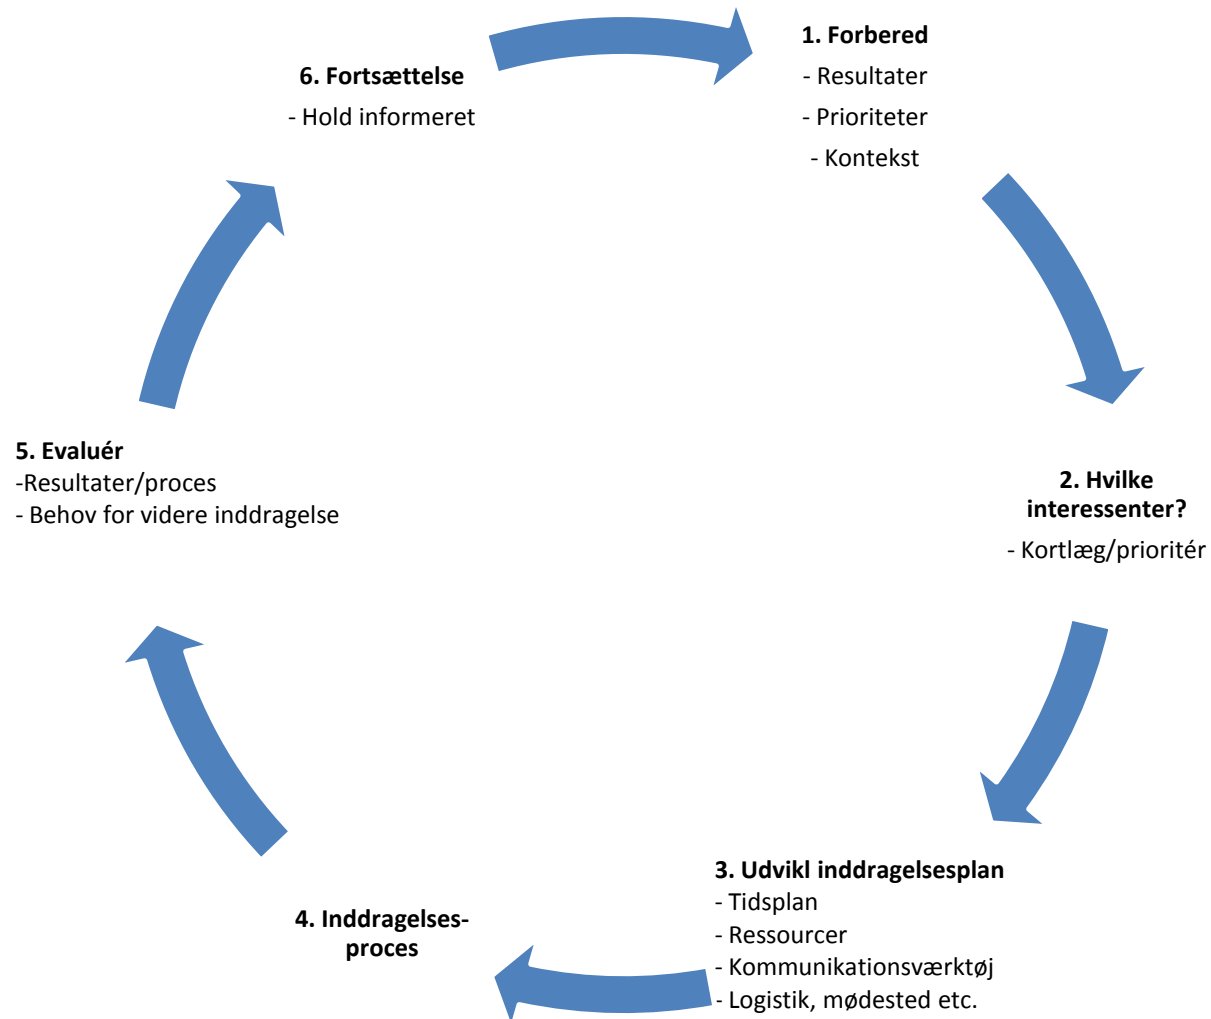 1. Forbered
- Resultater
- Prioriteter
- Kontekst
2. Hvilke
interessenter?
- Kortlæg/prioritér
3. Udvikl inddragelsesplan
- Tidsplan
- Ressourcer
- Kommunikationsværktøj
- Logistik, mødested etc.
4. Inddragelses-
proces
5. Evaluér
-Resultater/proces
- Behov for videre inddragelse
6. Fortsættelse
- Hold informeret